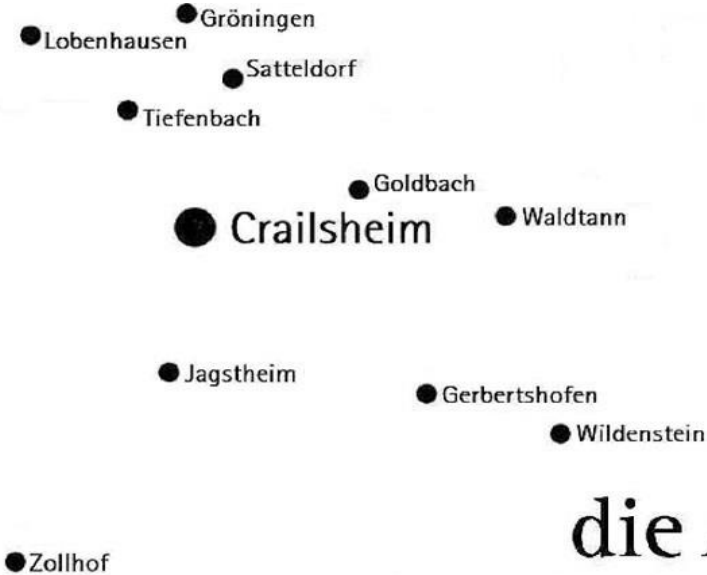 Gröningen
Lobenhausen
Satteldorf
Tiefenbach
Goldbach
Crailsheim
Waldtann
Jagstheim
Gerbertshofen
Wildenstein
die
Zollhof